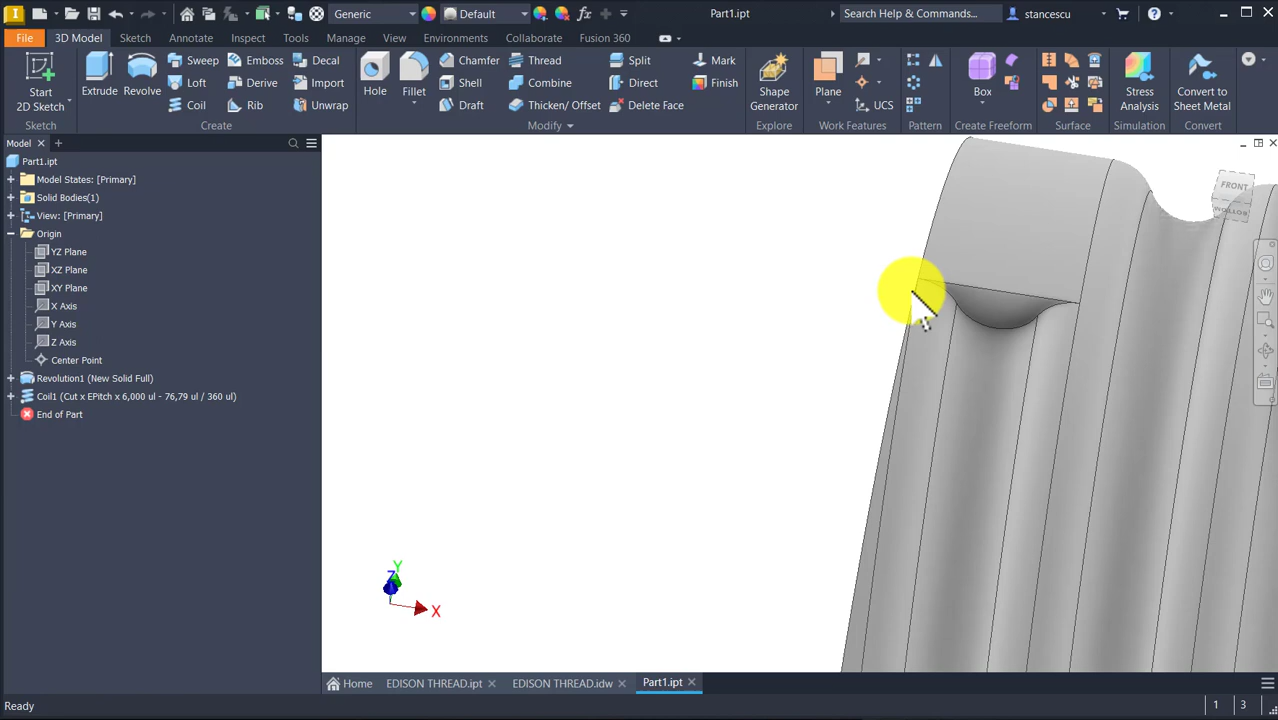 Generic
Default
Part1.ipt
Search Help & Commands...
stancescu
File
3D Model
Sketch
Annotate
Inspect
Tools
Manage
View
Environments
Collaborate
Fusion 360
Start
2D Sketch
Extrude
Revolve
Sweep
Emboss
Decal
Loft
Derive
Import
Coil
Rib
Unwrap
Hole
Fillet
Chamfer
Thread
Split
Mark
Shell
Combine
Direct
Finish
Draft
Thicken/ Offset
Delete Face
Shape
Generator
Plane
UCS
Box
Stress
Analysis
Convert to
Sheet Metal
Sketch
Create
Modify
Explore
Work Features
Pattern
Create Freeform
Surface
Simulation
Convert
Model
Part1.ipt
Model States: [Primary]
Solid Bodies(1)
View: [Primary]
Origin
YZ Plane
XZ Plane
XY Plane
X Axis
Y Axis
Z Axis
Center Point
Revolution1 (New Solid Full)
Coil1 (Cut x EPitch x 6,000 ul - 76,79 ul / 360 ul)
End of Part
FRONT
BOTTOM
Y
Z
X
Home
EDISON THREAD.ipt
EDISON THREAD.idw
Part1.ipt
Ready
1
3